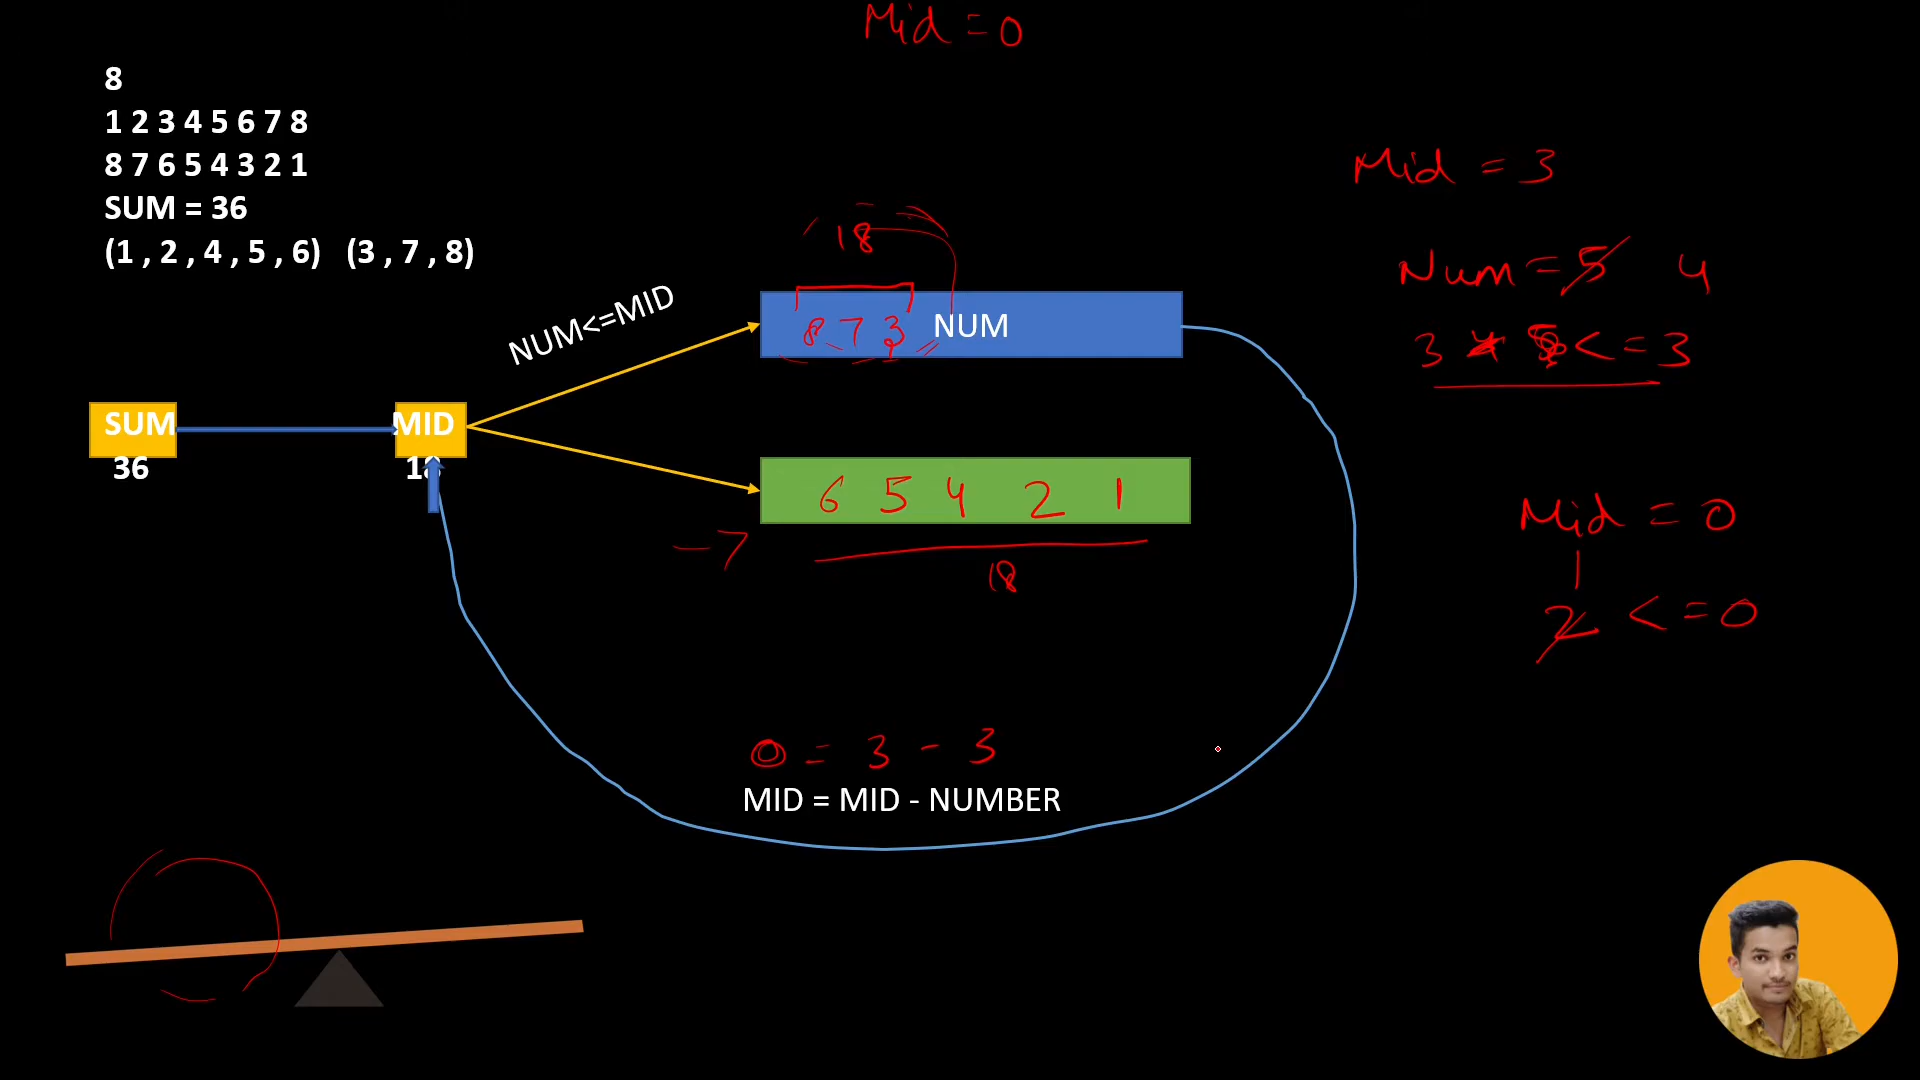 Mid = 0
8
1 2 3 4 5 6 7 8
8 7 6 5 4 3 2 1
SUM = 36
(1 , 2 , 4 , 5 , 6)   (3 , 7 , 8)
Mid = 3
18
Num = 5 4
NUM<=MID
8 7 3 NUM
3 4 <= 3
SUM
36
MID
18
6 5 4 2 1
-7
18
Mid = 0
1
2 <= 0
0 = 3 - 3
MID = MID - NUMBER